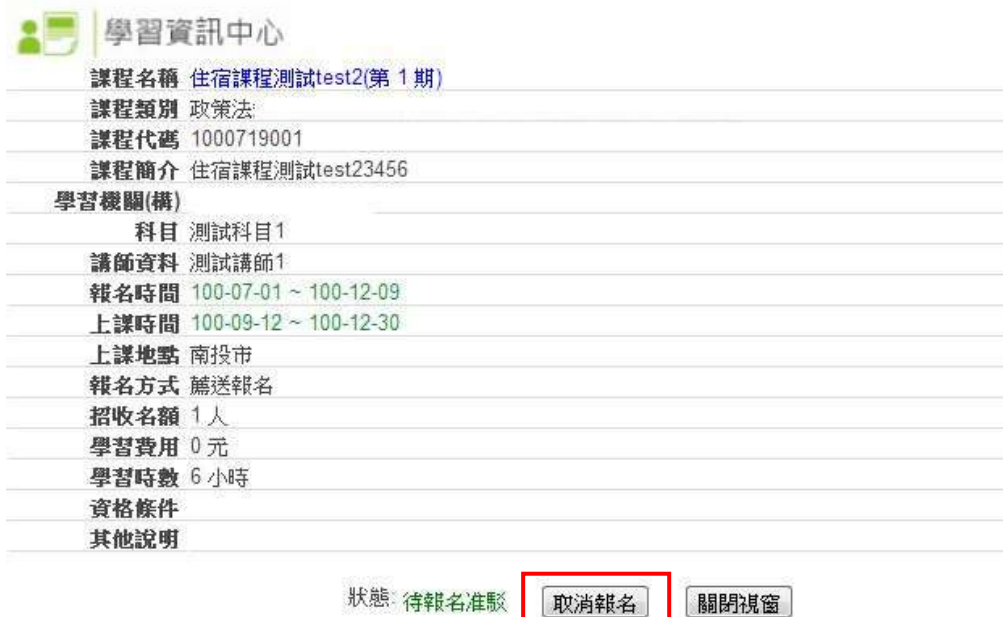 學習資訊中心
課程名稱 住宿課程測試test2(第 1 期)
課程類別 政策法
課程代碼 1000719001
課程簡介 住宿課程測試test23456
學習機關(構)
科目 測試科目1
講師資料 測試講師1
報名時間 100-07-01 ~ 100-12-09
上課時間 100-09-12 ~ 100-12-30
上課地點 南投市
報名方式 薦送報名
招收名額 1 人
學習費用 0 元
學習時數 6 小時
資格條件
其他說明
狀態: 待報名准駁 取消報名 關閉視窗